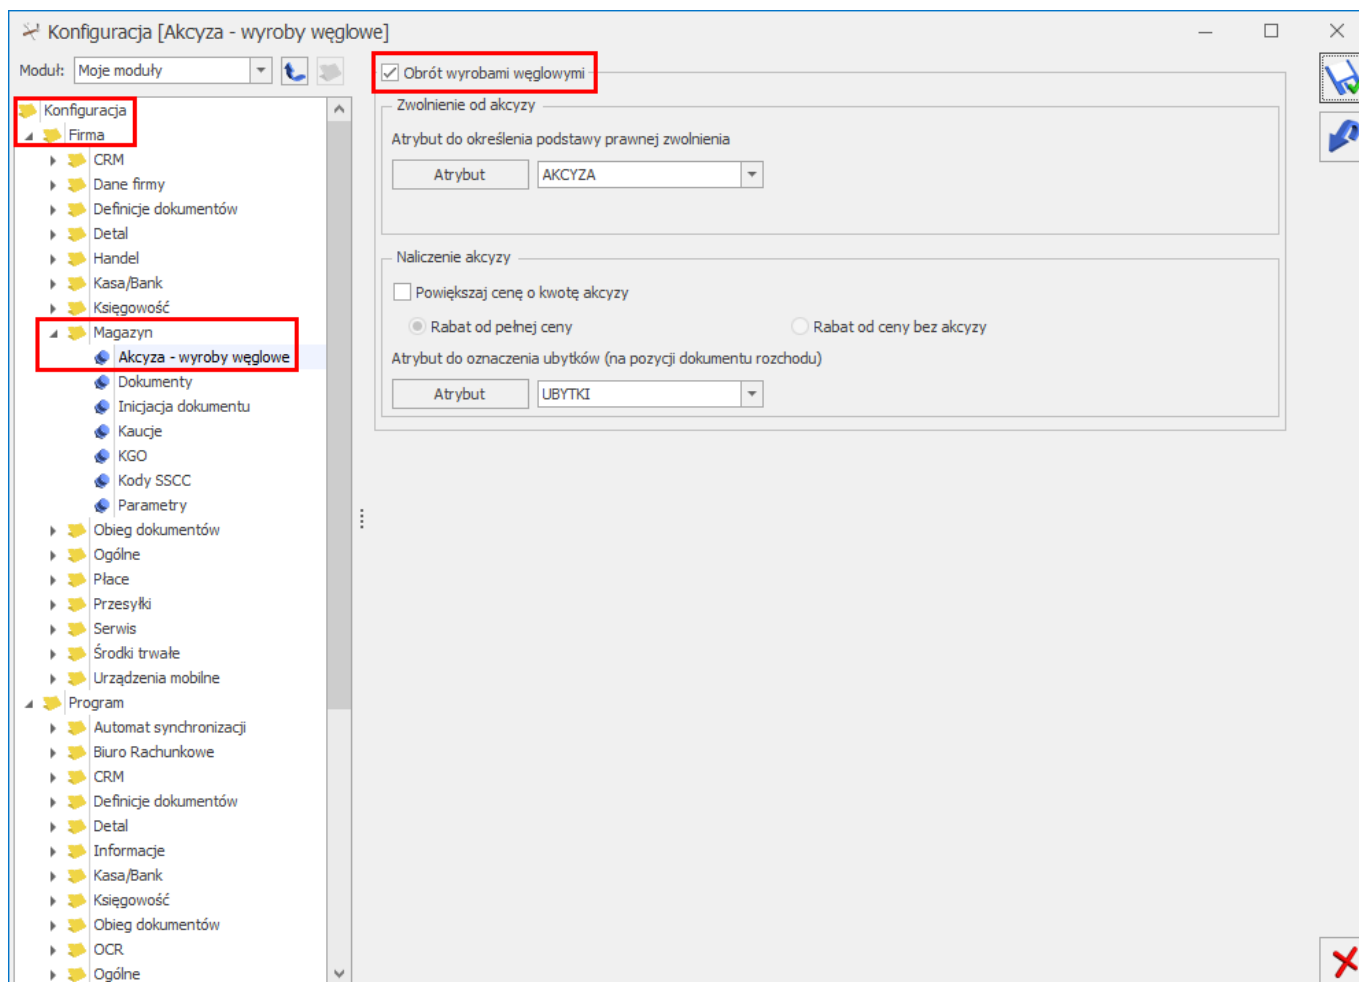 Konfiguracja [Akcyza - wyroby węglowe]
Moduł: Moje moduły
Konfiguracja
Firma
CRM
Dane firmy
Definicje dokumentów
Detal
Handel
Kasa/Bank
Księgowość
Magazyn
Akcyza - wyroby węglowe
Dokumenty
Inicjacja dokumentu
Kaucje
KGO
Kody SSCC
Parametry
Obieg dokumentów
Ogólne
Płace
Przesyłki
Serwis
Środki trwałe
Urządzenia mobilne
Program
Automat synchronizacji
Biuro Rachunkowe
CRM
Definicje dokumentów
Detal
Informacje
Kasa/Bank
Księgowość
Obieg dokumentów
OCR
Ogólne
Obrót wyrobami węglowymi
Zwolnienie od akcyzy
Atrybut do określenia podstawy prawnej zwolnienia
Atrybut AKCYZA
Naliczenie akcyzy
Powiększaj cenę o kwotę akcyzy
Rabat od pełnej ceny Rabat od ceny bez akcyzy
Atrybut do oznaczenia ubytków (na pozycji dokumentu rozchodu)
Atrybut UBYTKI